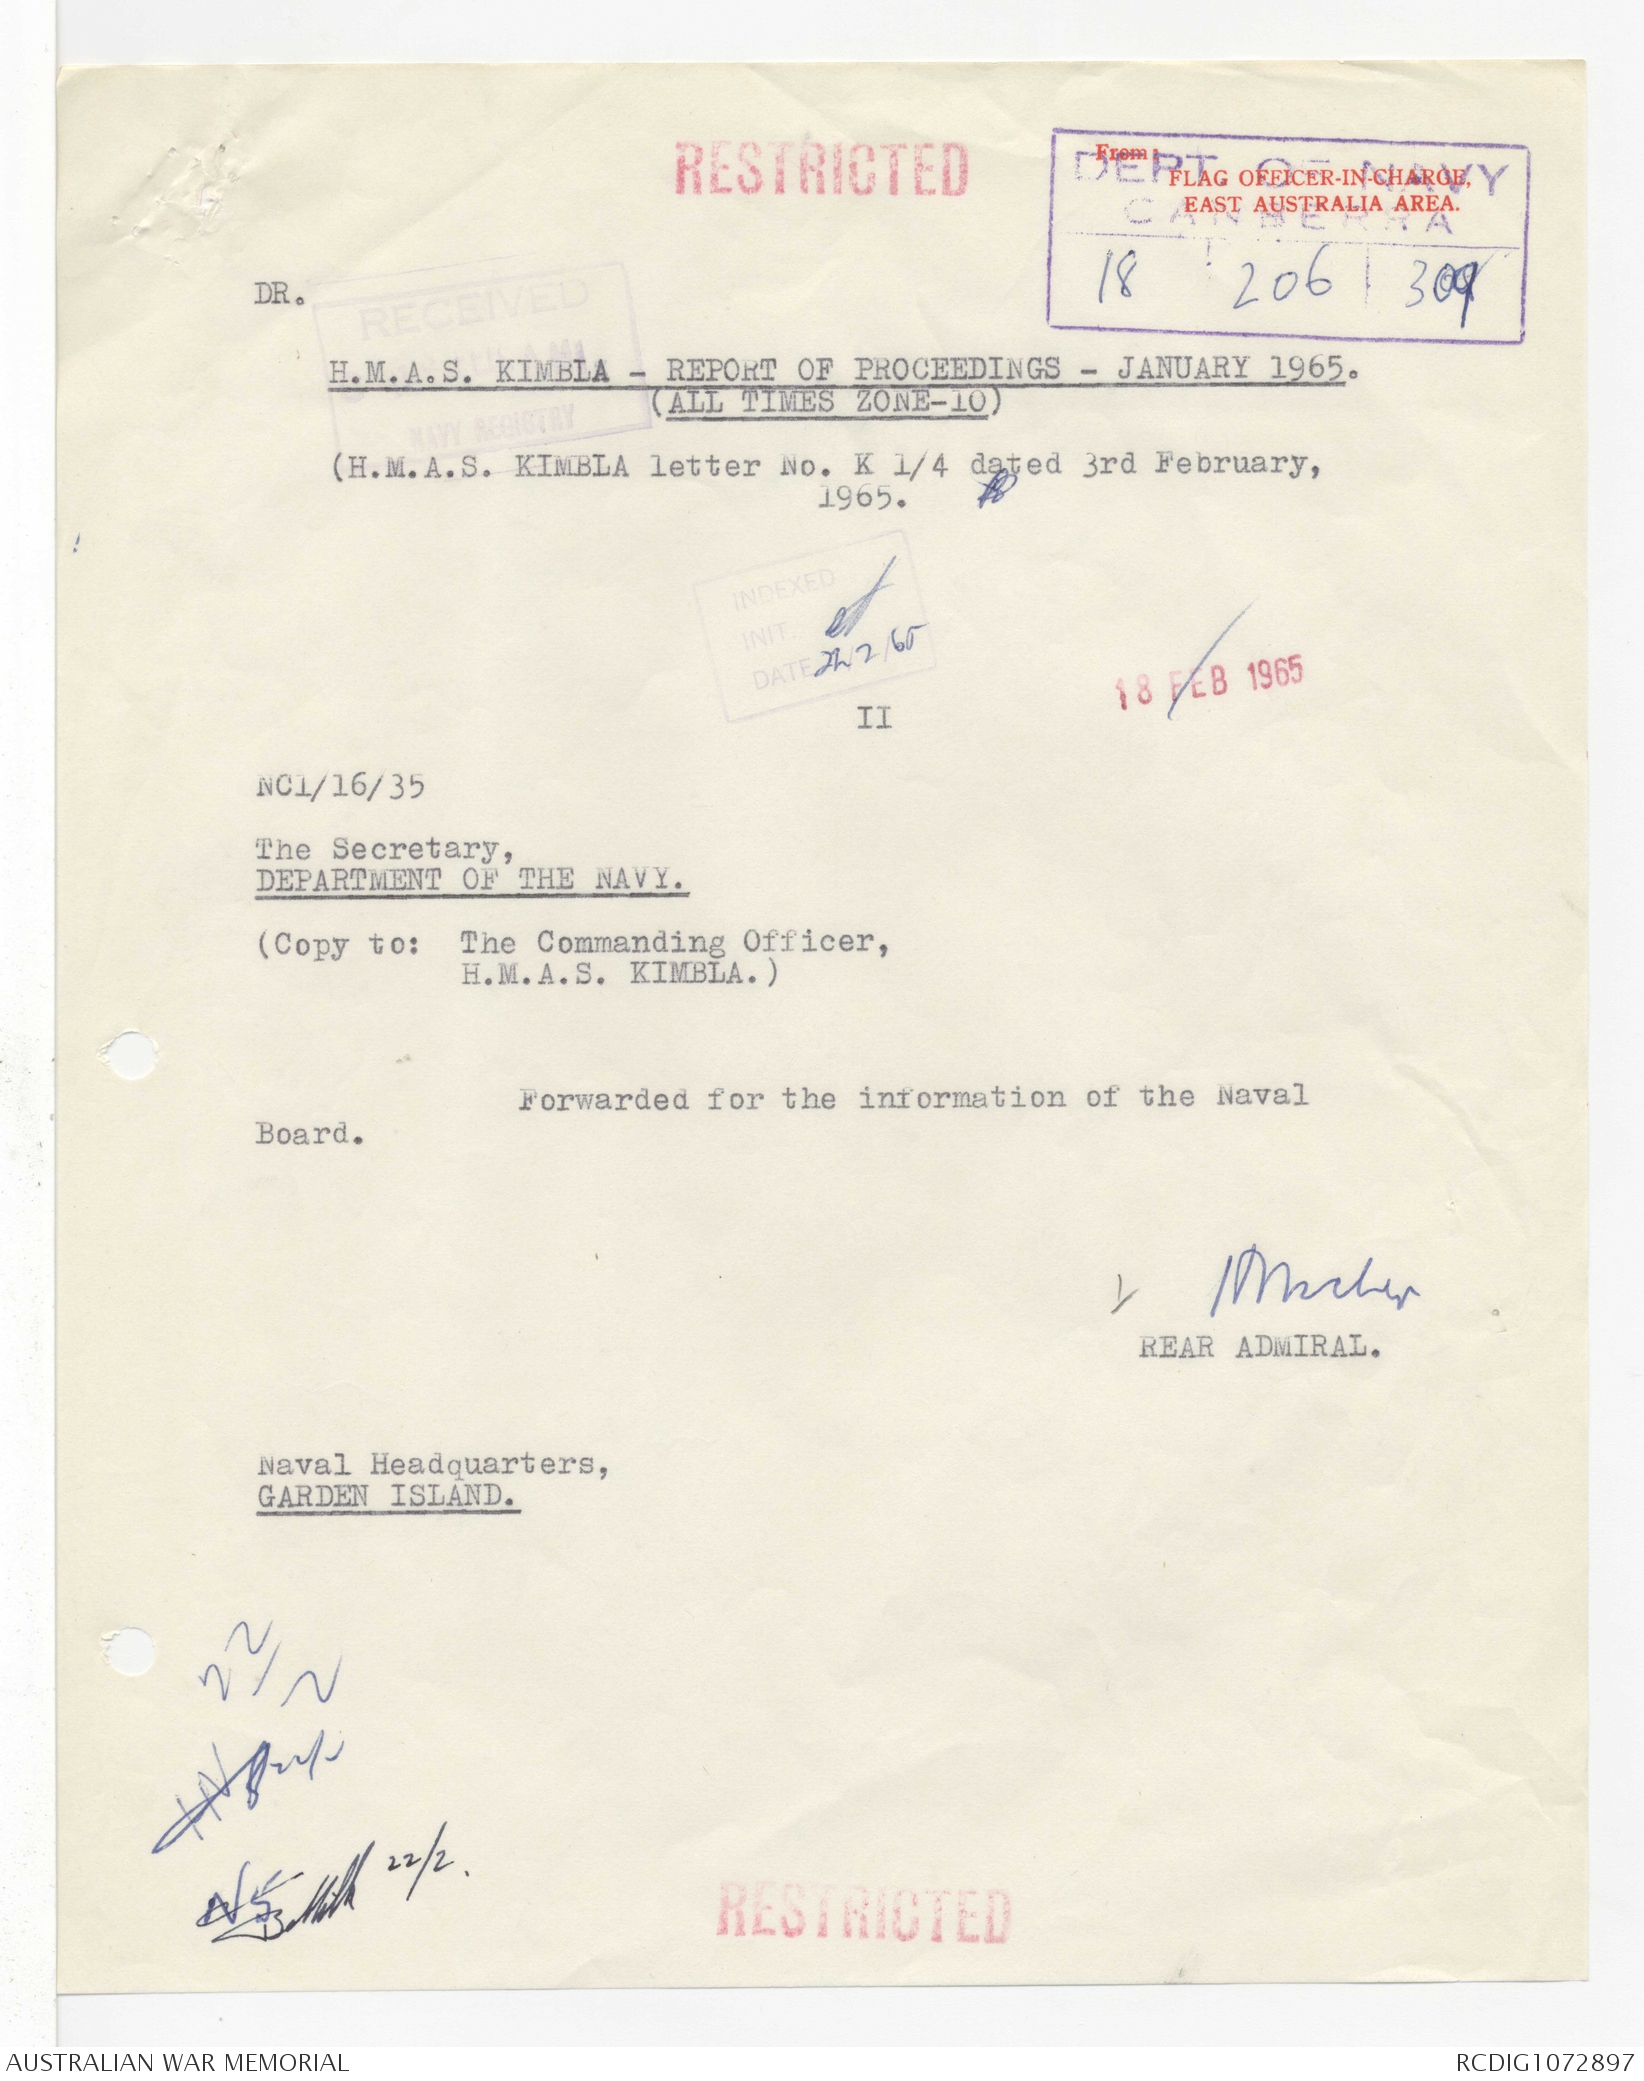 RESTRICTED
From:
FLAG OFFICER-IN-CHARGE,
EAST AUSTRALIA AREA.
DEPT OF NAVY
CANBERRA
18 206 309
DR.
RECEIVED
NAVY REGISTRY
H.M.A.S. KIMBLA - REPORT OF PROCEEDINGS - JANUARY 1965.
(ALL TIMES ZONE-10)
(H.M.A.S. KIMBLA letter No. K 1/4 dated 3rd February,
1965.
INDEXED
INIT.
DATE 22/2/65
18 FEB 1965
II
NC1/16/35
The Secretary,
DEPARTMENT OF THE NAVY.
(Copy to: The Commanding Officer,
H.M.A.S. KIMBLA.)
Forwarded for the information of the Naval
Board.
REAR ADMIRAL.
Naval Headquarters,
GARDEN ISLAND.
22/2
22/2.
RESTRICTED
AUSTRALIAN WAR MEMORIAL
RCDIG1072897